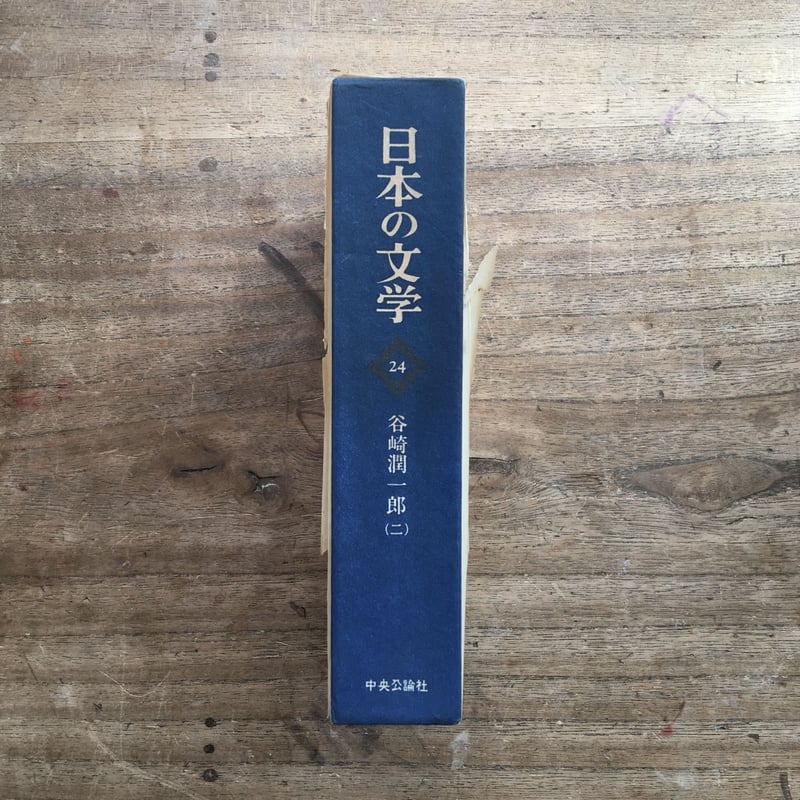 日本の文学
24
谷崎潤一郎
(二)
中央公論社